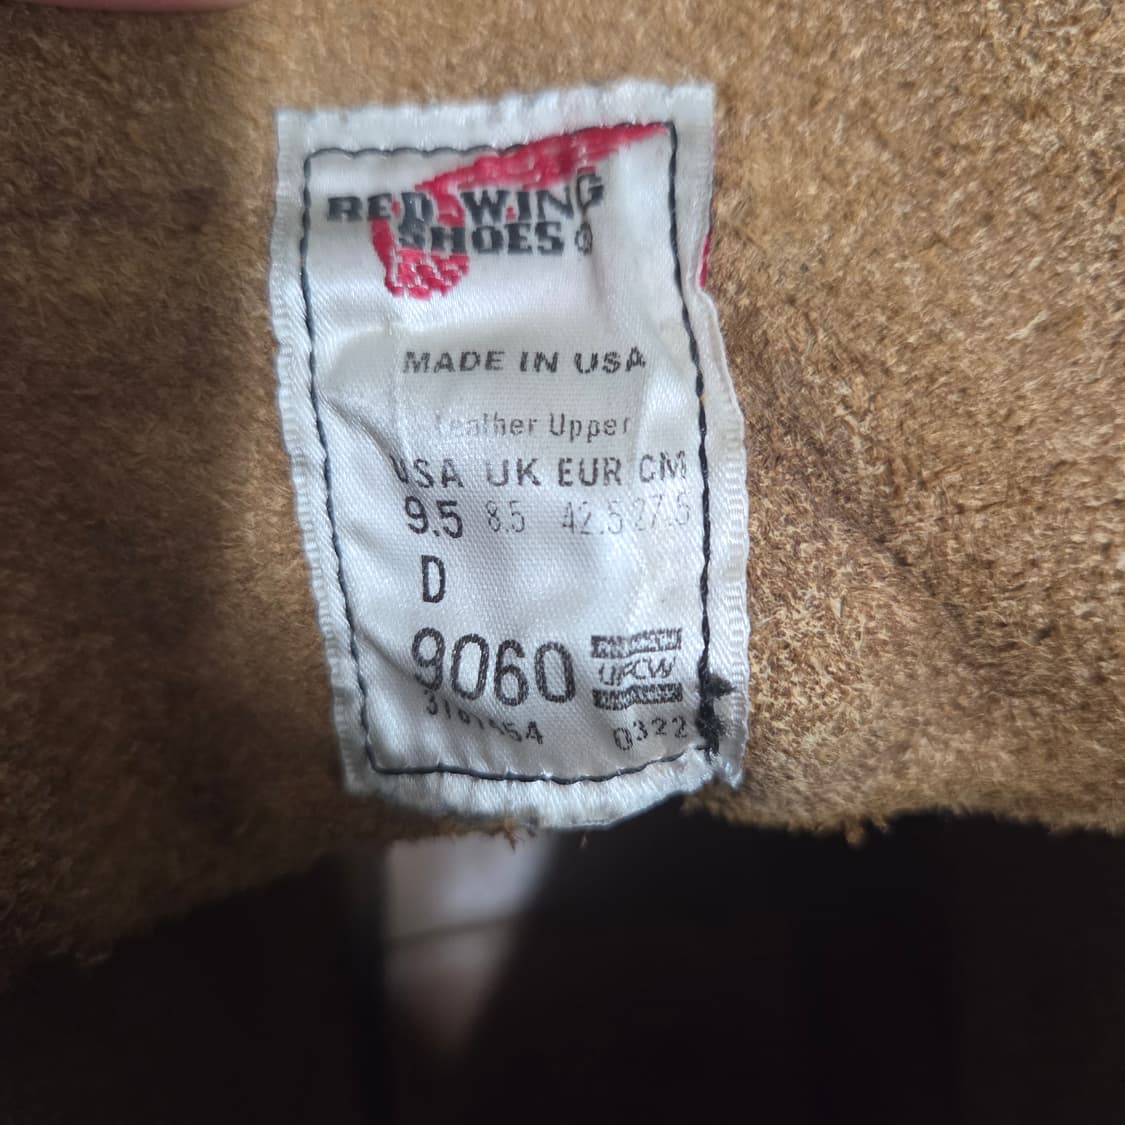 RED WING
SHOES
MADE IN USA
Leather Upper
USA UK EUR CM
9.5 8.5 42.5 27.5
D
9060
UFCW
0322